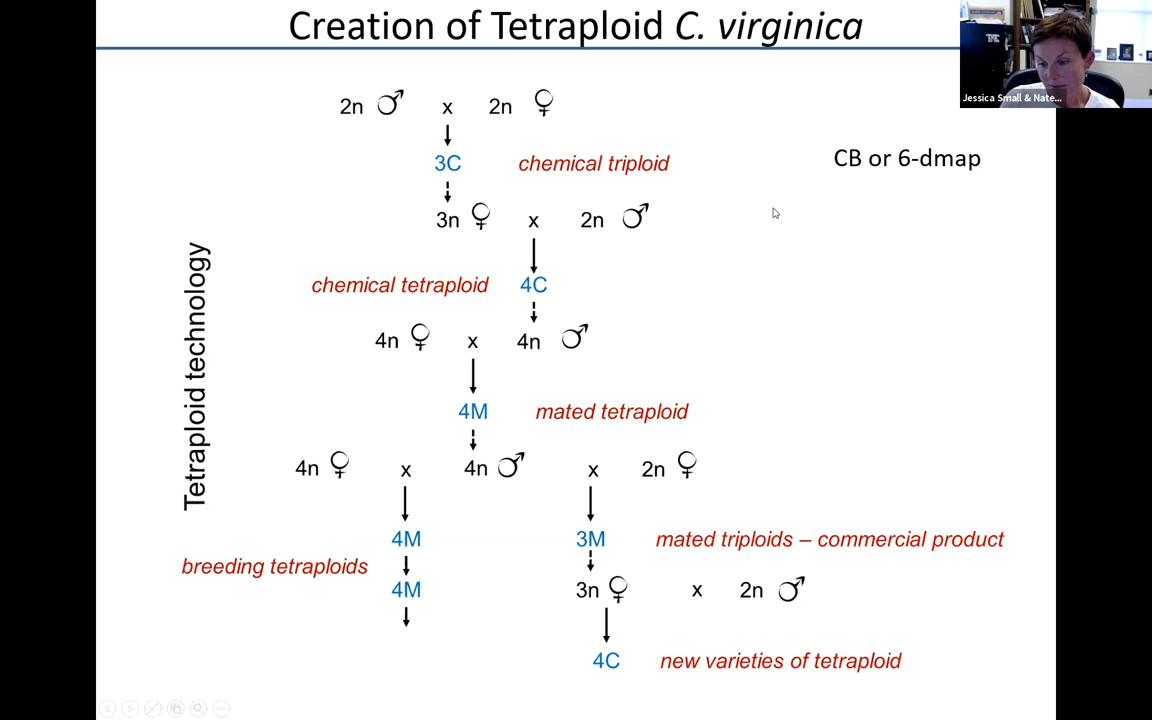 Creation of Tetraploid C. virginica
Jessica Small & Nate...
2n ♂ x 2n ♀
3C chemical triploid
CB or 6-dmap
3n ♀ x 2n ♂
chemical tetraploid 4C
4n ♀ x 4n ♂
4M mated tetraploid
Tetraploid technology
4n ♀ x 4n ♂ x 2n ♀
4M 3M mated triploids – commercial product
breeding tetraploids
4M 3n ♀ x 2n ♂
4C new varieties of tetraploid